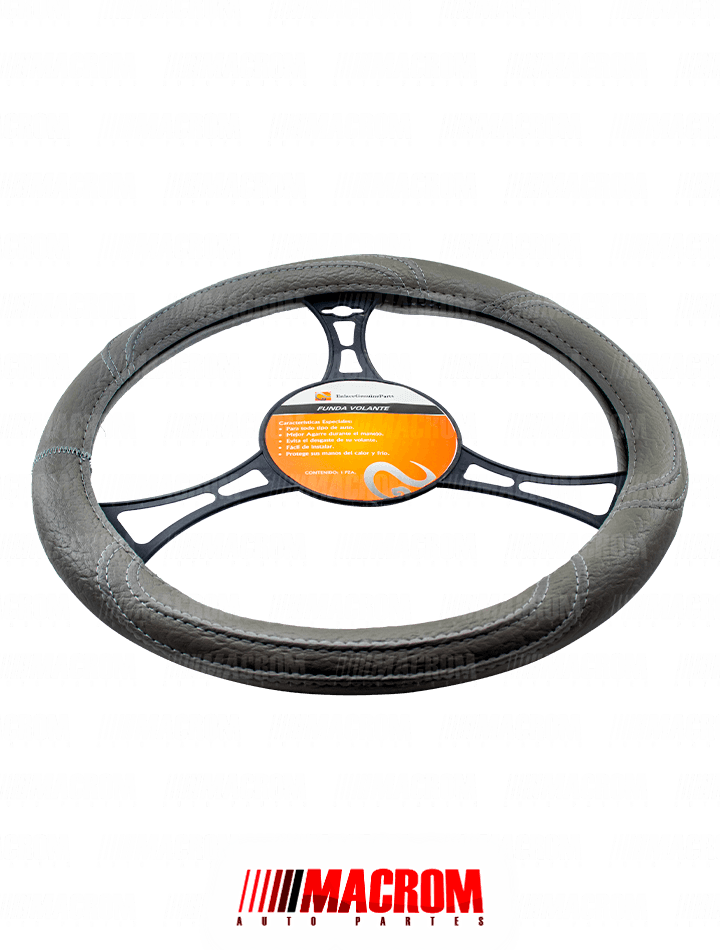 FUNDA VOLANTE
Características Especiales:
• Para todo tipo de auto.
• Mejor Agarre durante el manejo.
• Evita el desgaste de su volante.
• Fácil de instalar.
• Protege sus manos del calor y frío.
CONTENIDO: 1 PZA.
MACROM
AUTO PARTES